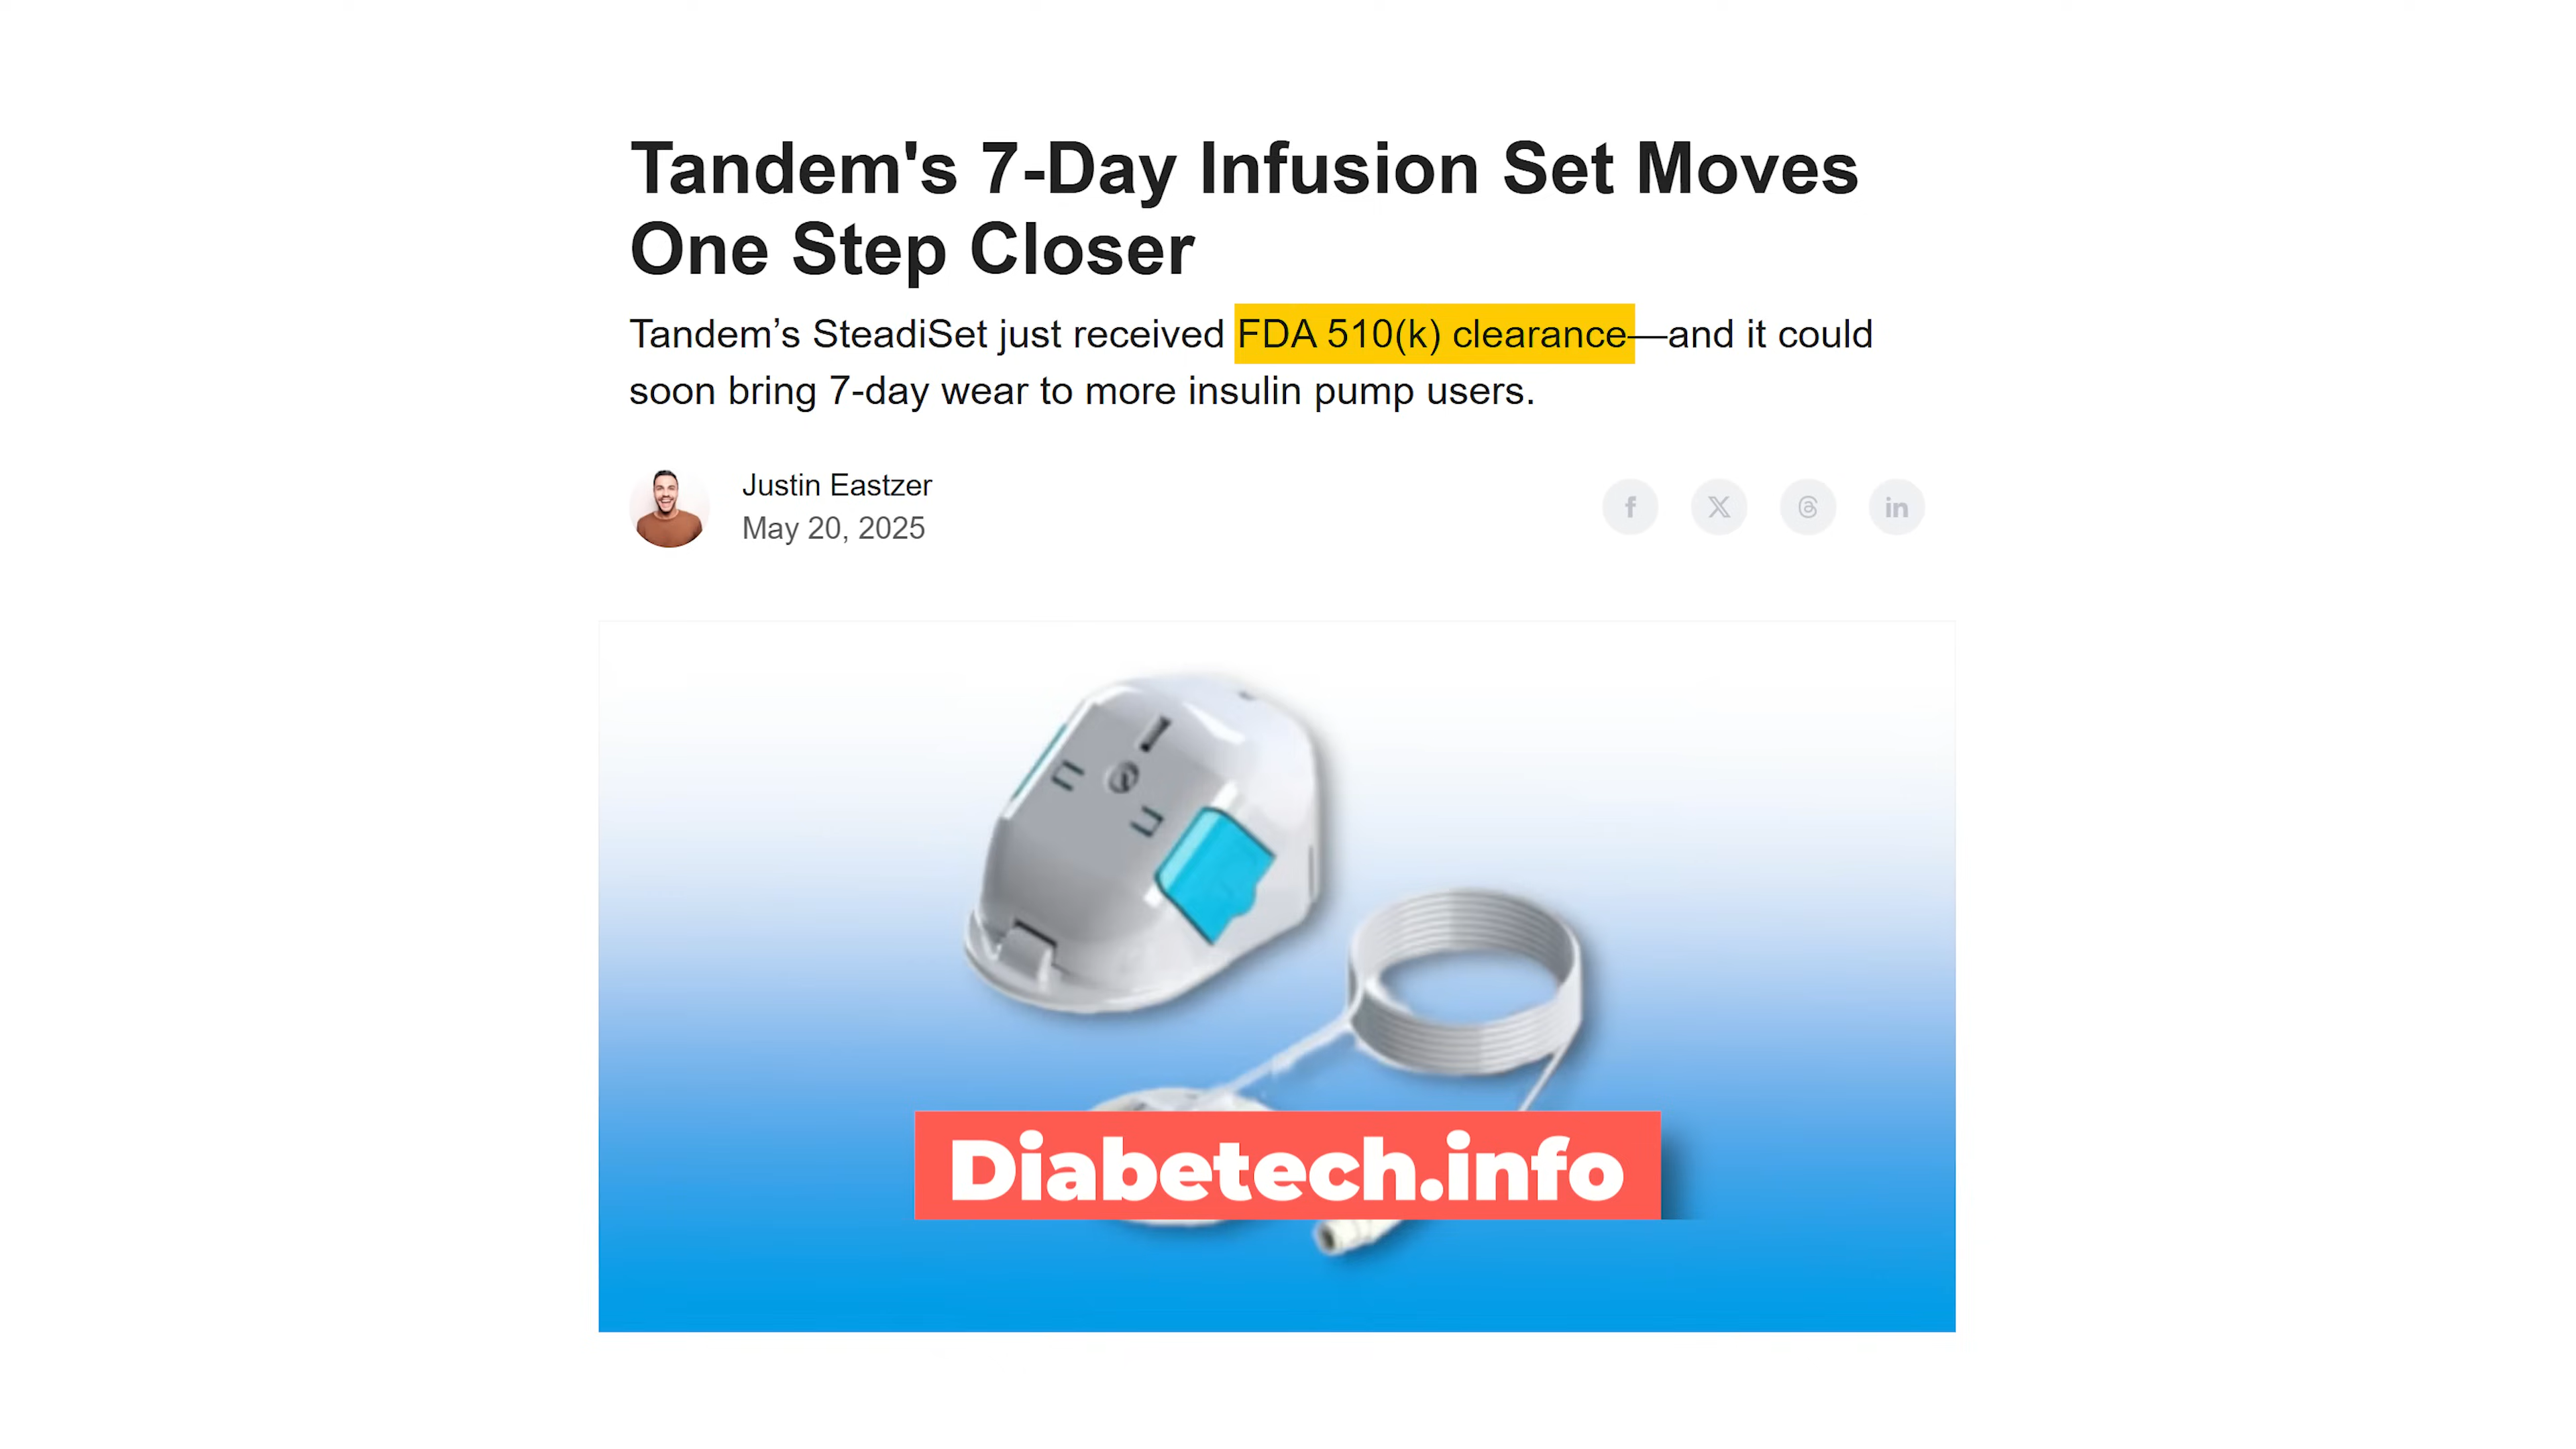 Tandem's 7-Day Infusion Set Moves
One Step Closer
Tandem’s SteadiSet just received FDA 510(k) clearance—and it could
soon bring 7-day wear to more insulin pump users.
Justin Eastzer
May 20, 2025
Diabetech.info